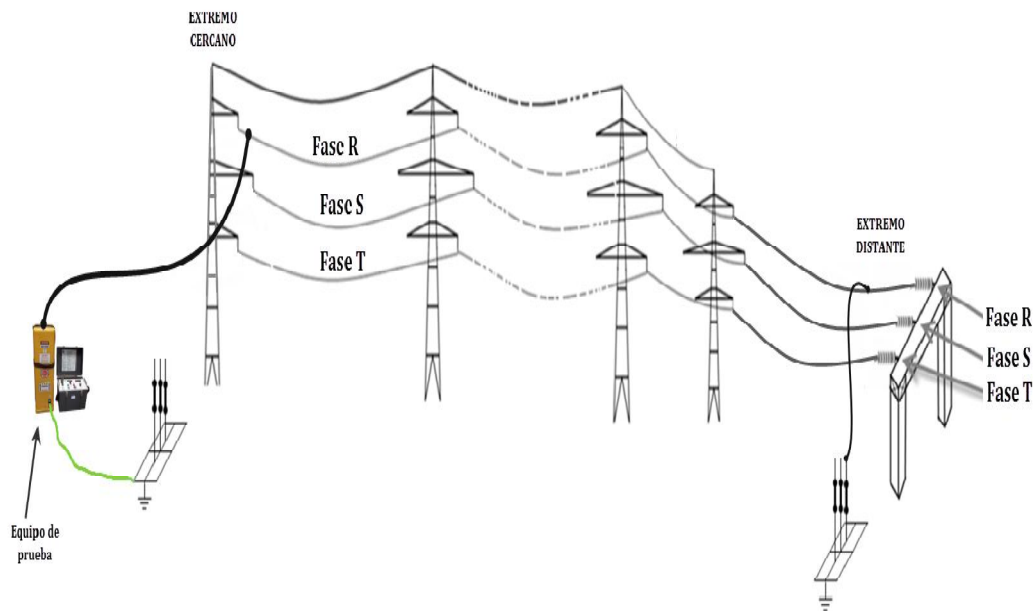 EXTREMO
CERCANO
Fase R
Fase S
Fase T
EXTREMO
DISTANTE
Fase R
Fase S
Fase T
Equipo de
prueba